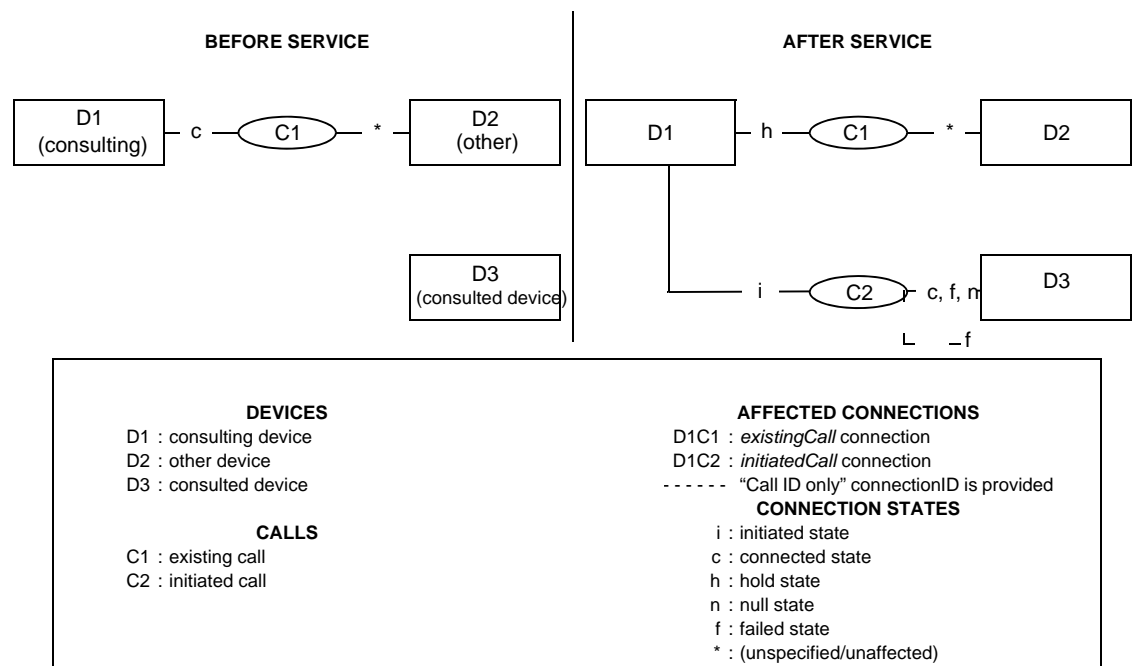 BEFORE SERVICE
AFTER SERVICE
D1
(consulting)
c
C1
*
D2
(other)
D1
h
C1
*
D2
D3
(consulted device)
i
C2
c, f, n
D3
f
DEVICES
D1 : consulting device
D2 : other device
D3 : consulted device
CALLS
C1 : existing call
C2 : initiated call
AFFECTED CONNECTIONS
D1C1 : existingCall connection
D1C2 : initiatedCall connection
- - - - - - “Call ID only” connectionID is provided
CONNECTION STATES
i : initiated state
c : connected state
h : hold state
n : null state
f : failed state
* : (unspecified/unaffected)